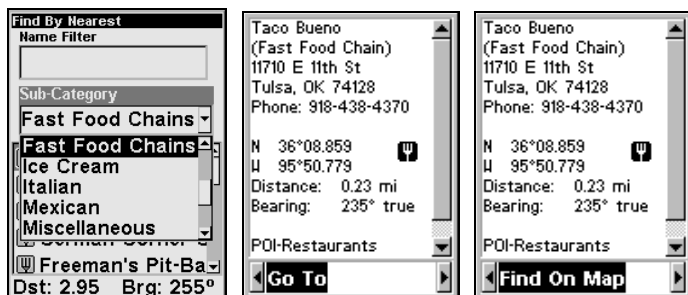 Find By Nearest
Name Filter
Sub-Category
Fast Food Chains
Fast Food Chains
Ice Cream
Italian
Mexican
Miscellaneous
Freeman's Pit-Ba
Dst: 2.95 Brg: 255°
Taco Bueno
(Fast Food Chain)
11710 E 11th St
Tulsa, OK 74128
Phone: 918-438-4370
N 36°08.859
W 95°50.779
Distance: 0.23 mi
Bearing: 235° true
POI-Restaurants
Go To
Taco Bueno
(Fast Food Chain)
11710 E 11th St
Tulsa, OK 74128
Phone: 918-438-4370
N 36°08.859
W 95°50.779
Distance: 0.23 mi
Bearing: 235° true
POI-Restaurants
Find On Map